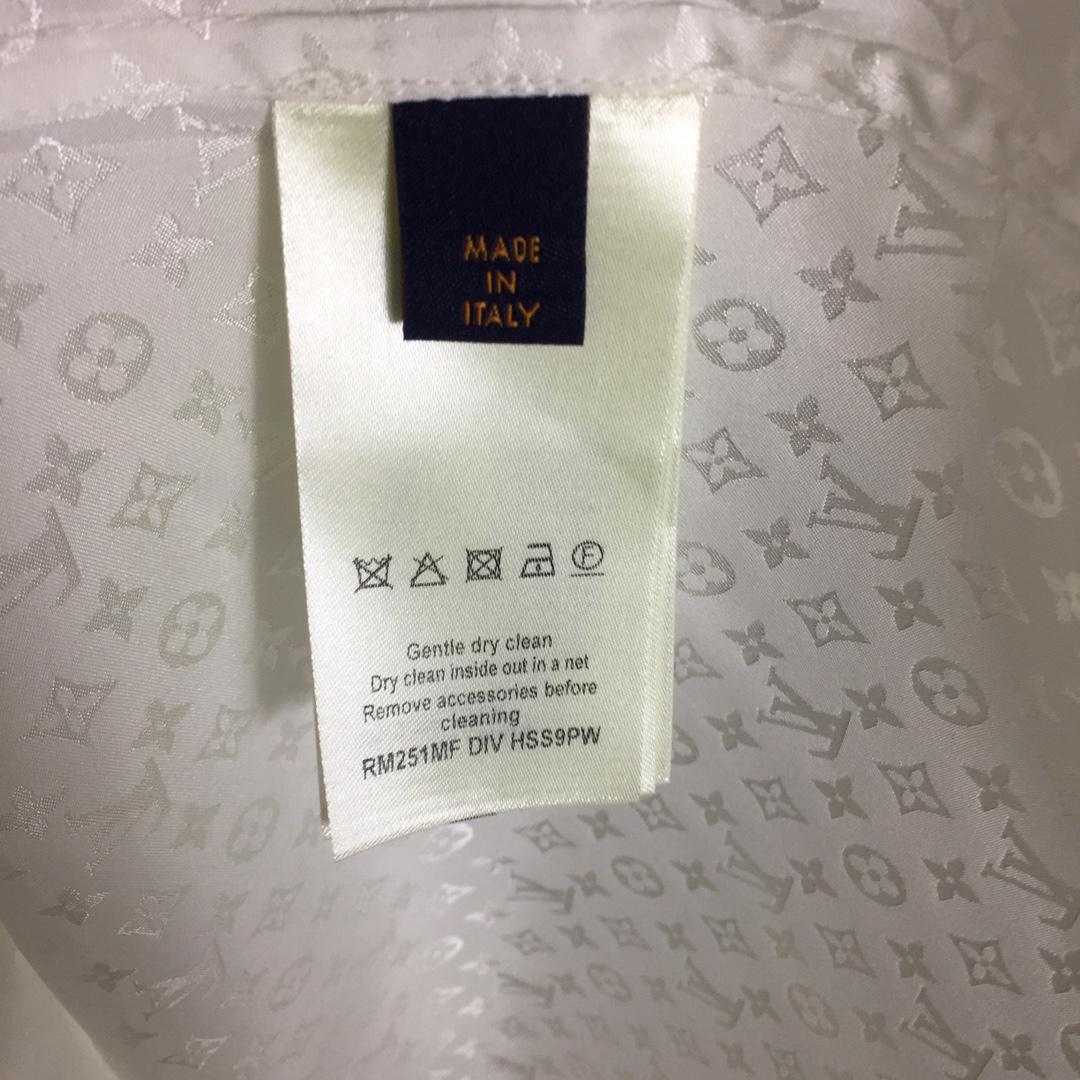 MADE
IN
ITALY
F
Gentle dry clean
Dry clean inside out in a net
Remove accessories before
cleaning
RM251MF DIV HSS9PW